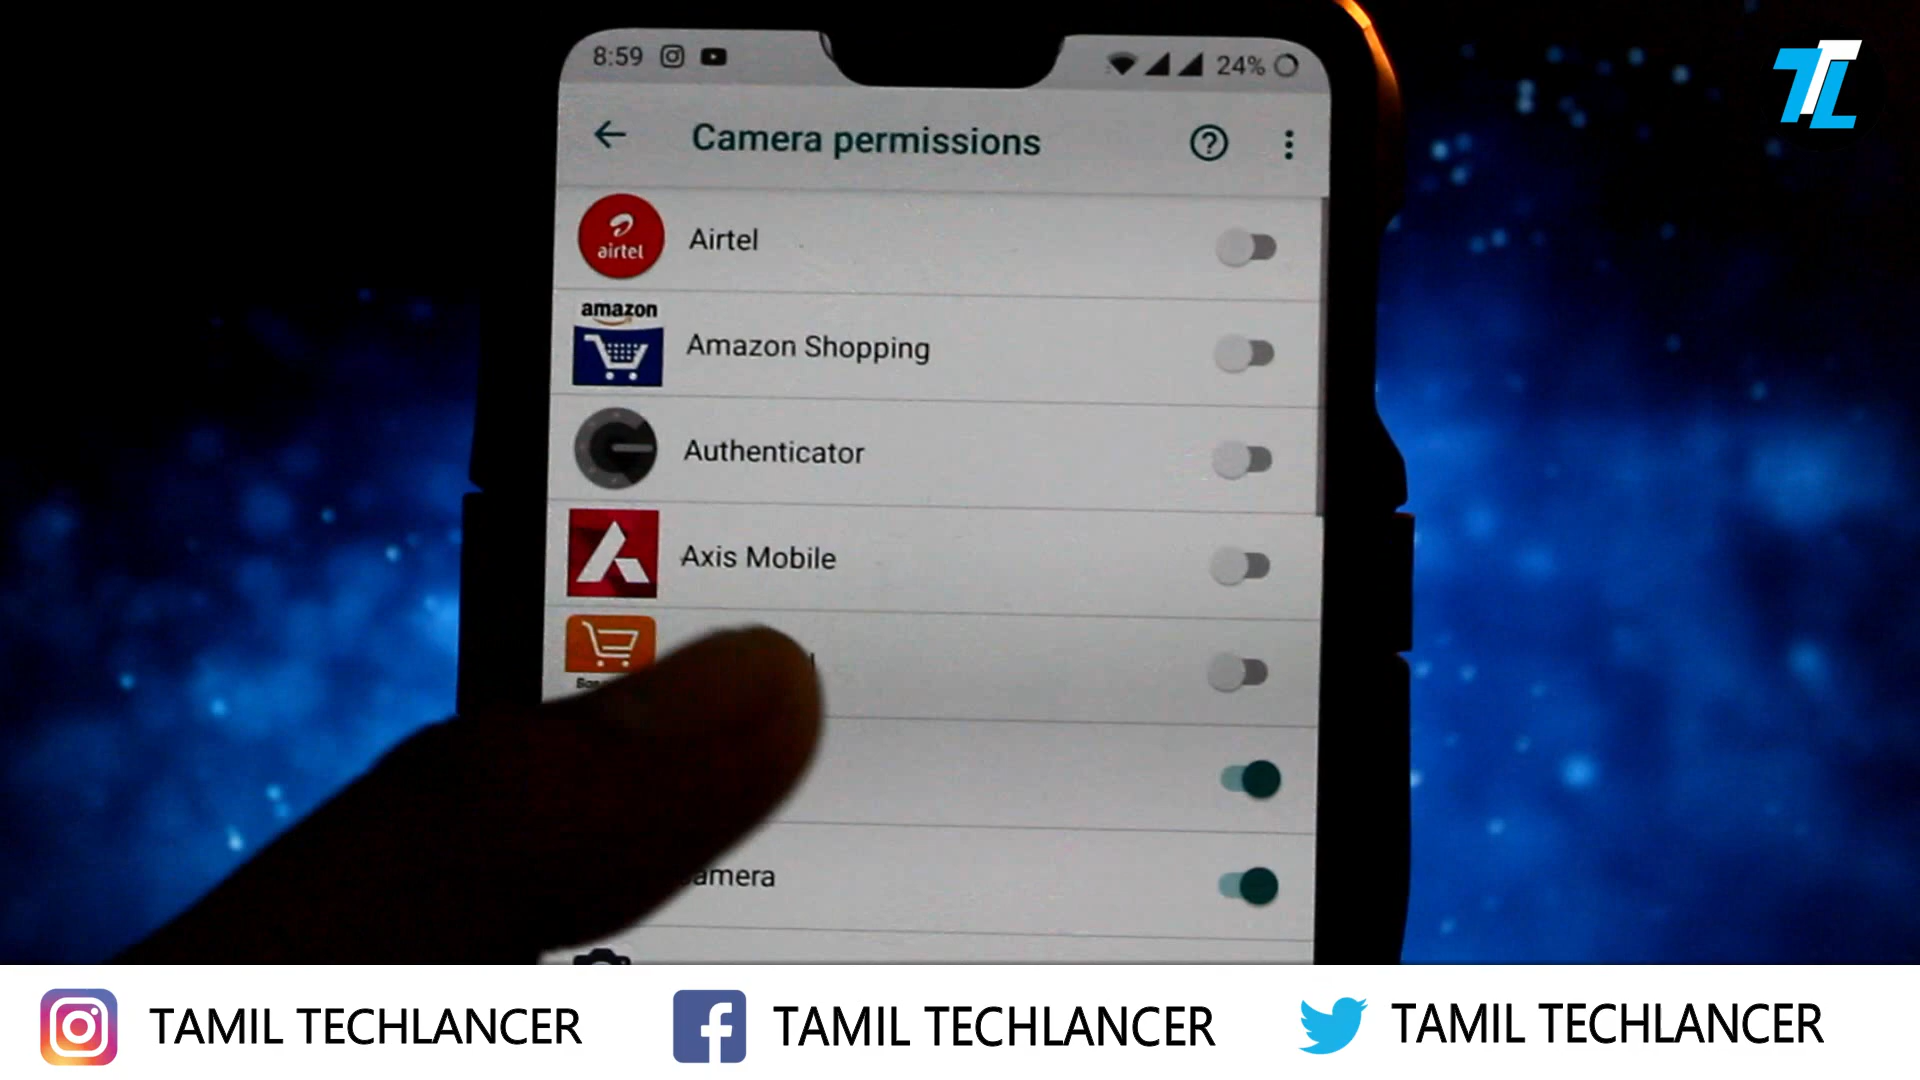 8:59
24%
Camera permissions
airtel
Airtel
amazon
Amazon Shopping
Authenticator
Axis Mobile
TL
TAMIL TECHLANCER
TAMIL TECHLANCER
TAMIL TECHLANCER